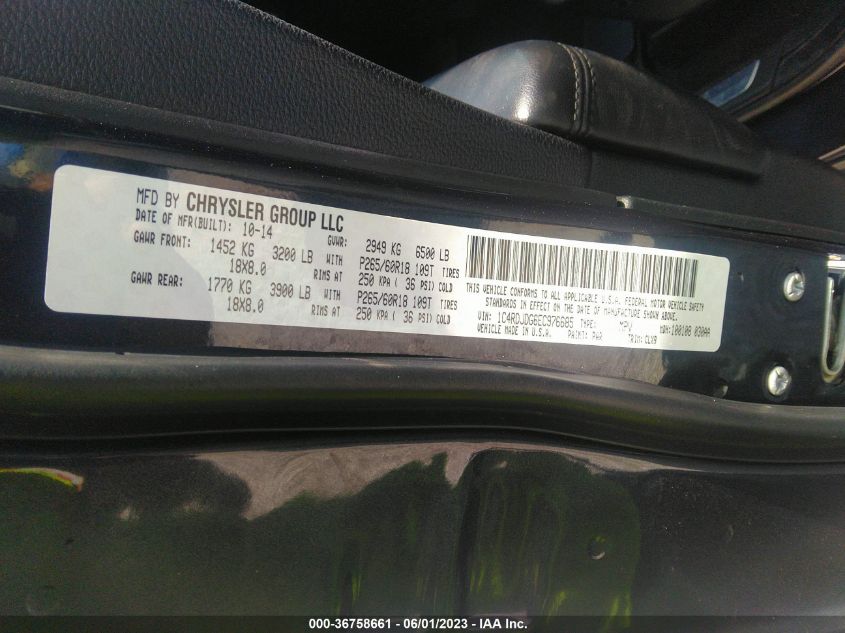 MFD BY CHRYSLER GROUP LLC
DATE OF MFR(BUILT): 10-14 GVWR: 2949 KG 6500 LB
GAWR FRONT: 1452 KG 3200 LB WITH P265/60R18 109T TIRES
18X8.0 RIMS AT 250 KPA ( 36 PSI) COLD
GAWR REAR: 1770 KG 3900 LB WITH P265/60R18 109T TIRES
18X8.0 RIMS AT 250 KPA ( 36 PSI) COLD
THIS VEHICLE CONFORMS TO ALL APPLICABLE U.S.A. FEDERAL MOTOR VEHICLE SAFETY
STANDARDS IN EFFECT ON THE DATE OF MANUFACTURE SHOWN ABOVE.
VIN: 1C4RDJDG6EC976685 TYPE: MPV MDH: 100108 030AA
VEHICLE MADE IN U.S.A. PAINT: PAR TRIM: CLX9
000-36758661 - 06/01/2023 - IAA Inc.